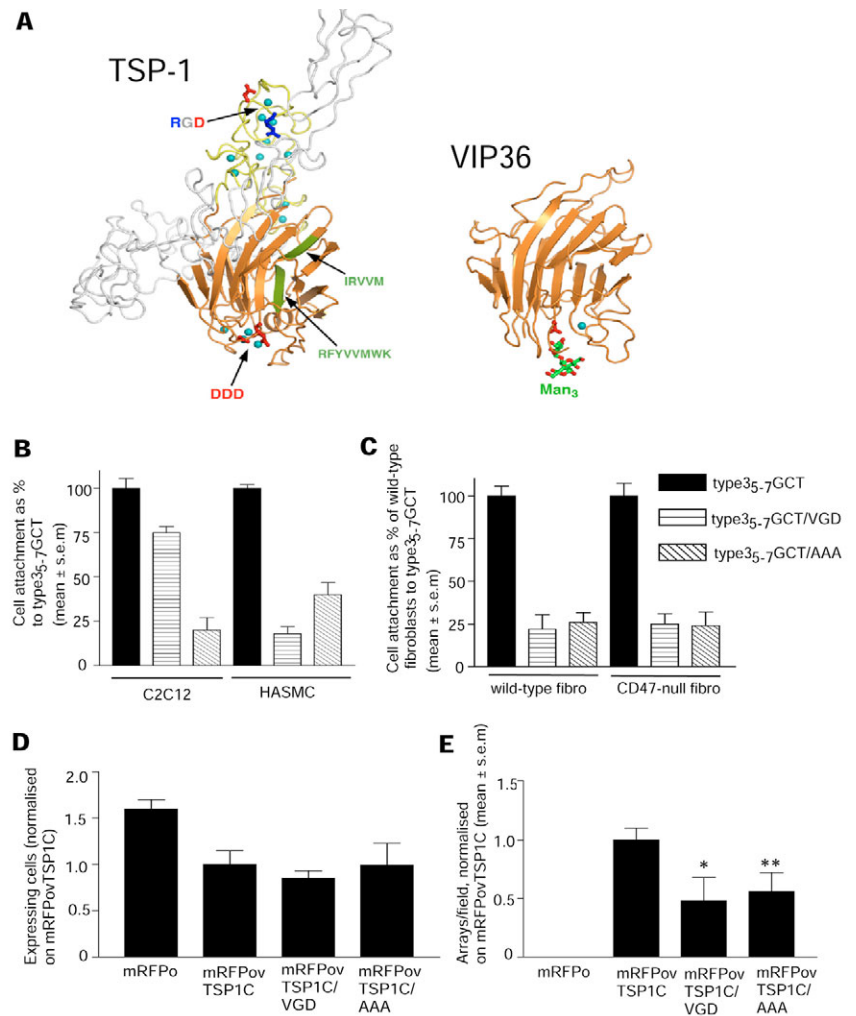 A
TSP-1
RGD
VIP36
IRVVM
RFYVVMWK
DDD
Man3
B
Cell attachment as %
to type35-7GCT
(mean ± s.e.m)
100
75
50
25
0
C2C12
HASMC
C
Cell attachment as % of wild-type
fibroblasts to type35-7GCT
(mean ± s.e.m)
100
50
25
0
wild-type fibro
CD47-null fibro
type35-7GCT
type35-7GCT/VGD
type35-7GCT/AAA
D
Expressing cells (normalised
on mRFPovTSP1C)
2.0
1.5
1.0
0.5
0
mRFPo
mRFPov
TSP1C
mRFPov
TSP1C/
VGD
mRFPov
TSP1C/
AAA
E
Arrays/field, normalised
on mRFPovTSP1C (mean ± s.e.m)
1.5
1.0
0.5
0
*
**
mRFPo
mRFPov
TSP1C
mRFPov
TSP1C/
VGD
mRFPov
TSP1C/
AAA